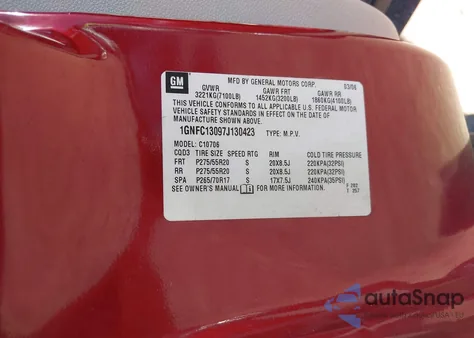 GM
MFD BY GENERAL MOTORS CORP.
03/06
GVWR GAWR FRT GAWR RR
3221KG(7100LB) 1452KG(3200LB) 1860KG(4100LB)
THIS VEHICLE CONFORMS TO ALL APPLICABLE U.S. FEDERAL MOTOR
VEHICLE SAFETY STANDARDS IN EFFECT ON THE DATE OF
MANUFACTURE SHOWN ABOVE.
1GNFC13097J130423 TYPE: M.P.V.
MODEL: C10706
CQD3 TIRE SIZE SPEED RTG RIM COLD TIRE PRESSURE
FRT P275/55R20 S 20X8.5J 220KPA(32PSI)
RR P275/55R20 S 20X8.5J 220KPA(32PSI)
SPA P265/70R17 S 17X7.5J 240KPA(35PSI)
SEE OWNER'S MANUAL FOR MORE INFORMATION.
autaSnap